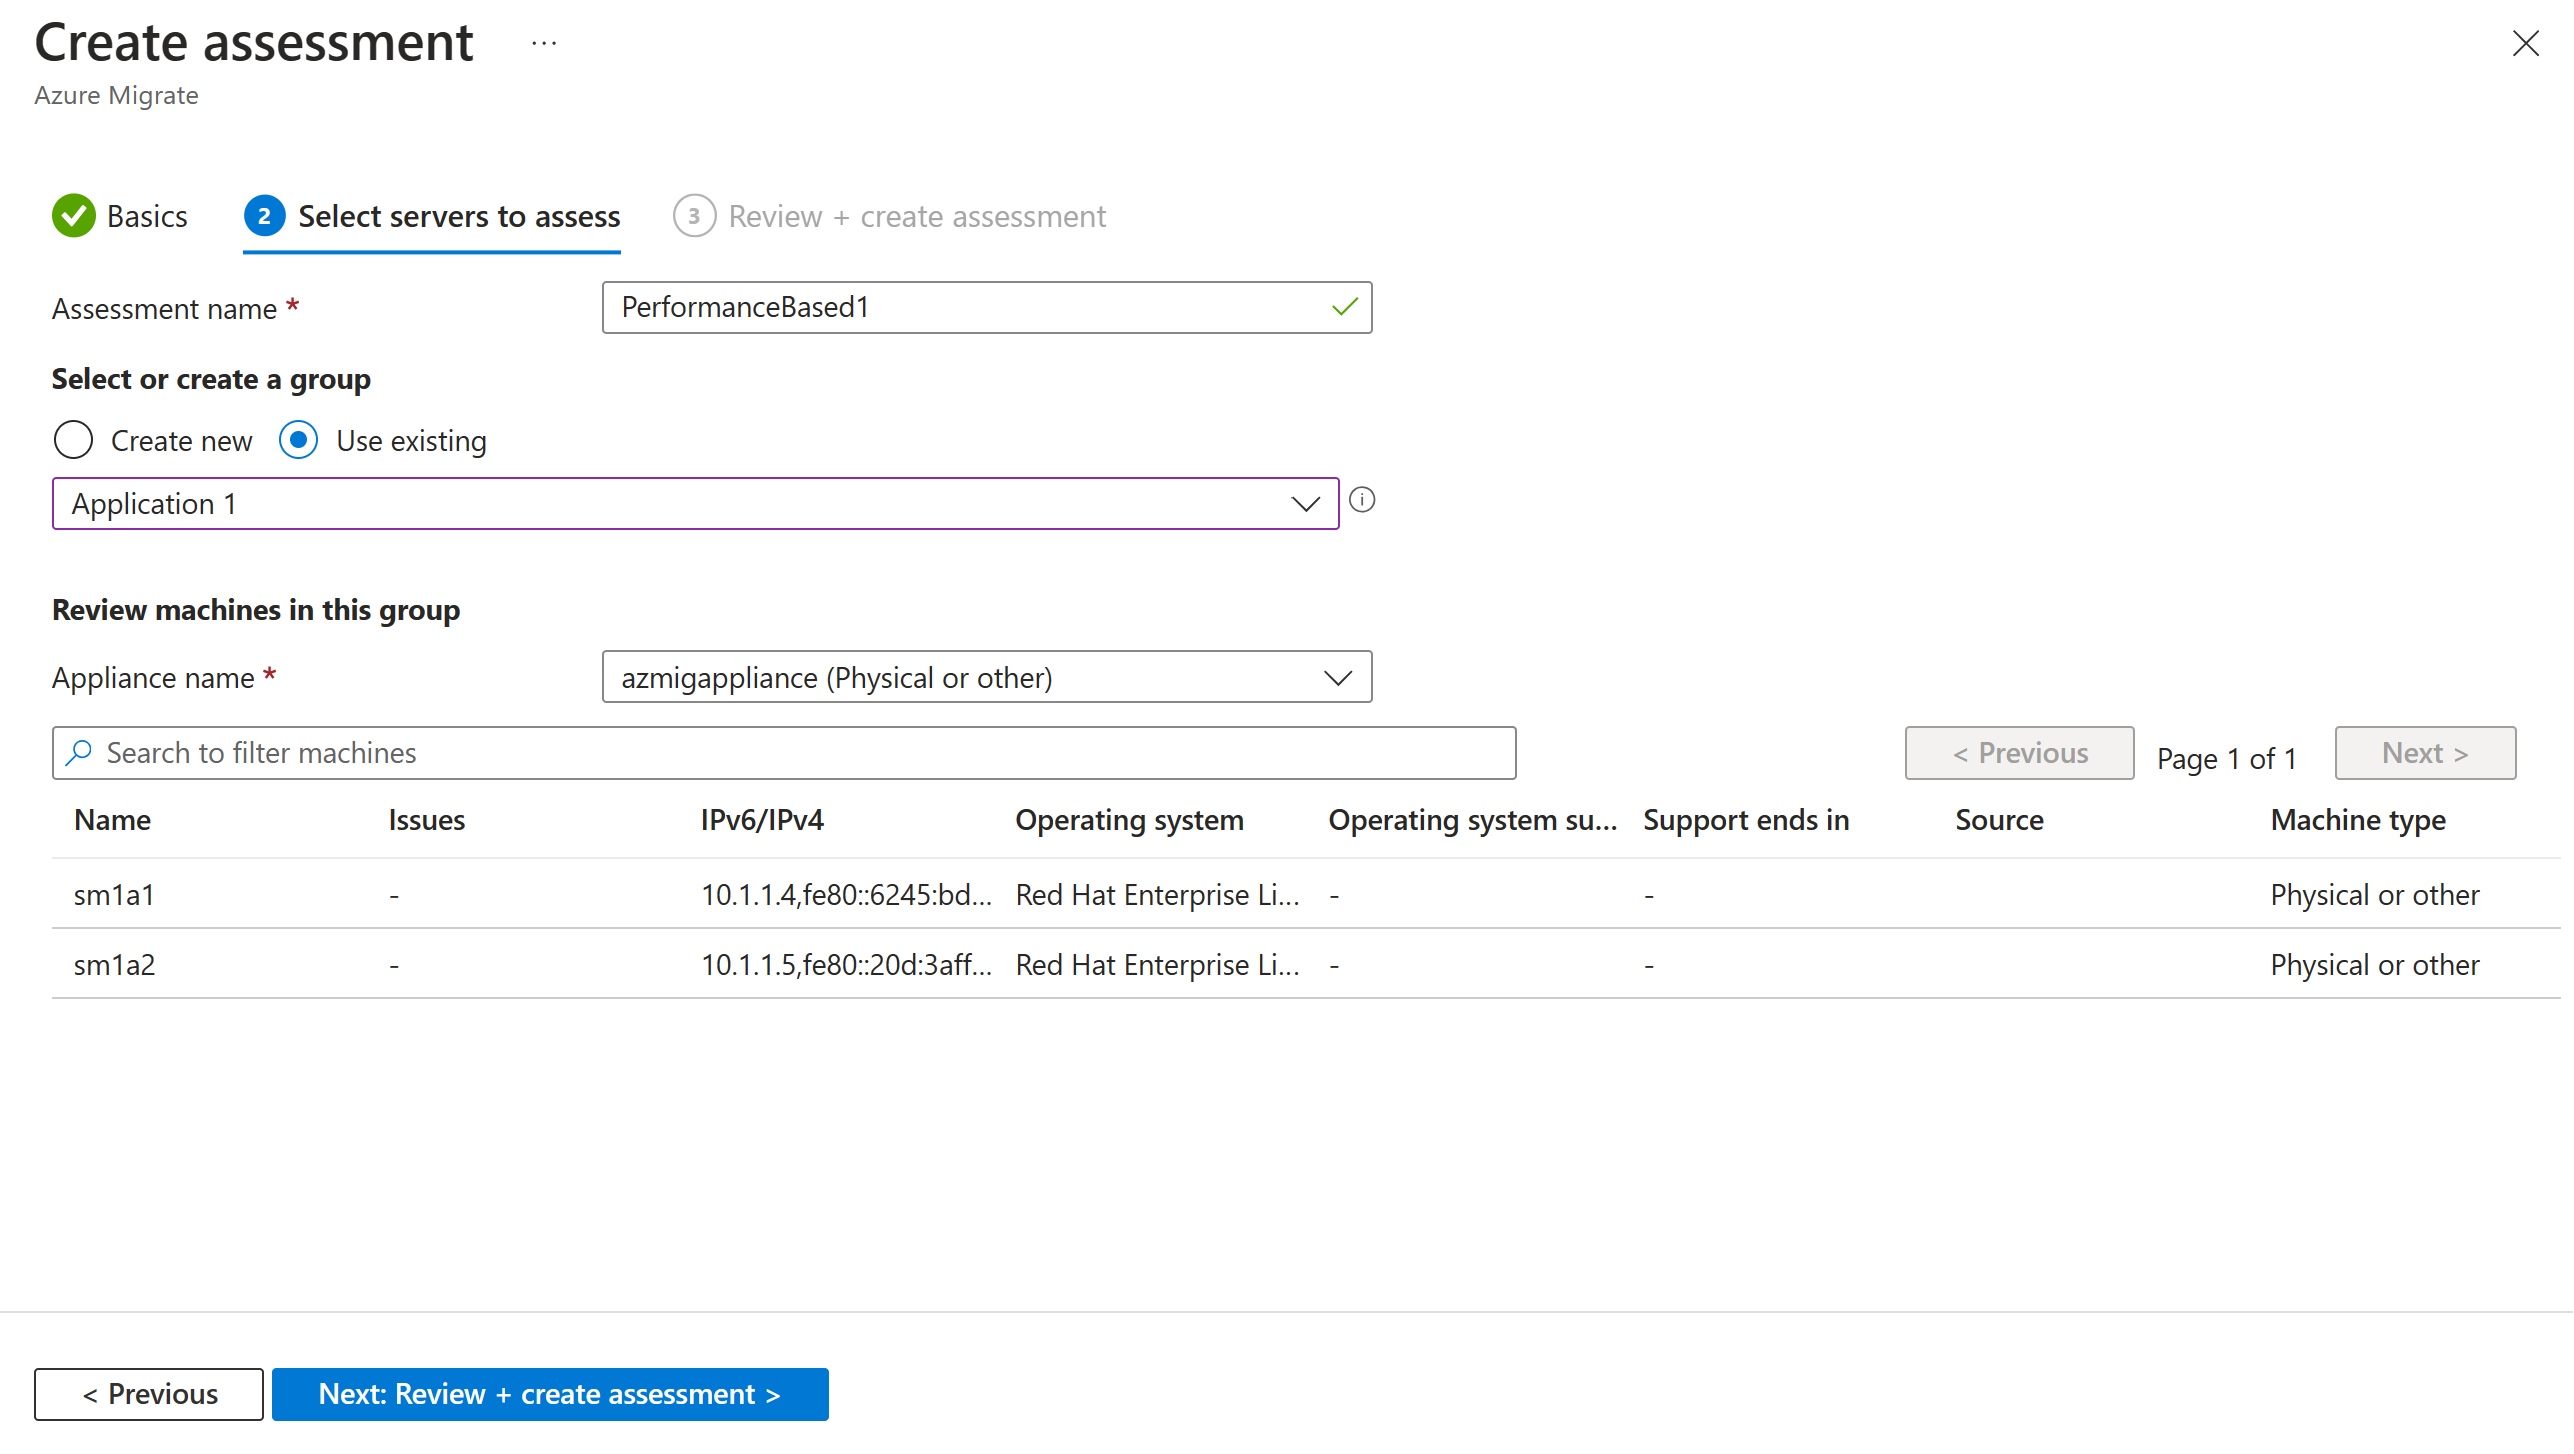 Create assessment ...
Azure Migrate
Basics 2 Select servers to assess 3 Review + create assessment
Assessment name * PerformanceBased1
Select or create a group
Create new Use existing
Application 1
Review machines in this group
Appliance name * azmigappliance (Physical or other)
Search to filter machines < Previous Page 1 of 1 Next >
Name Issues IPv6/IPv4 Operating system Operating system su... Support ends in Source Machine type
sm1a1 - 10.1.1.4,fe80::6245:bd... Red Hat Enterprise Li... - - Physical or other
sm1a2 - 10.1.1.5,fe80::20d:3aff... Red Hat Enterprise Li... - - Physical or other
< Previous Next: Review + create assessment >